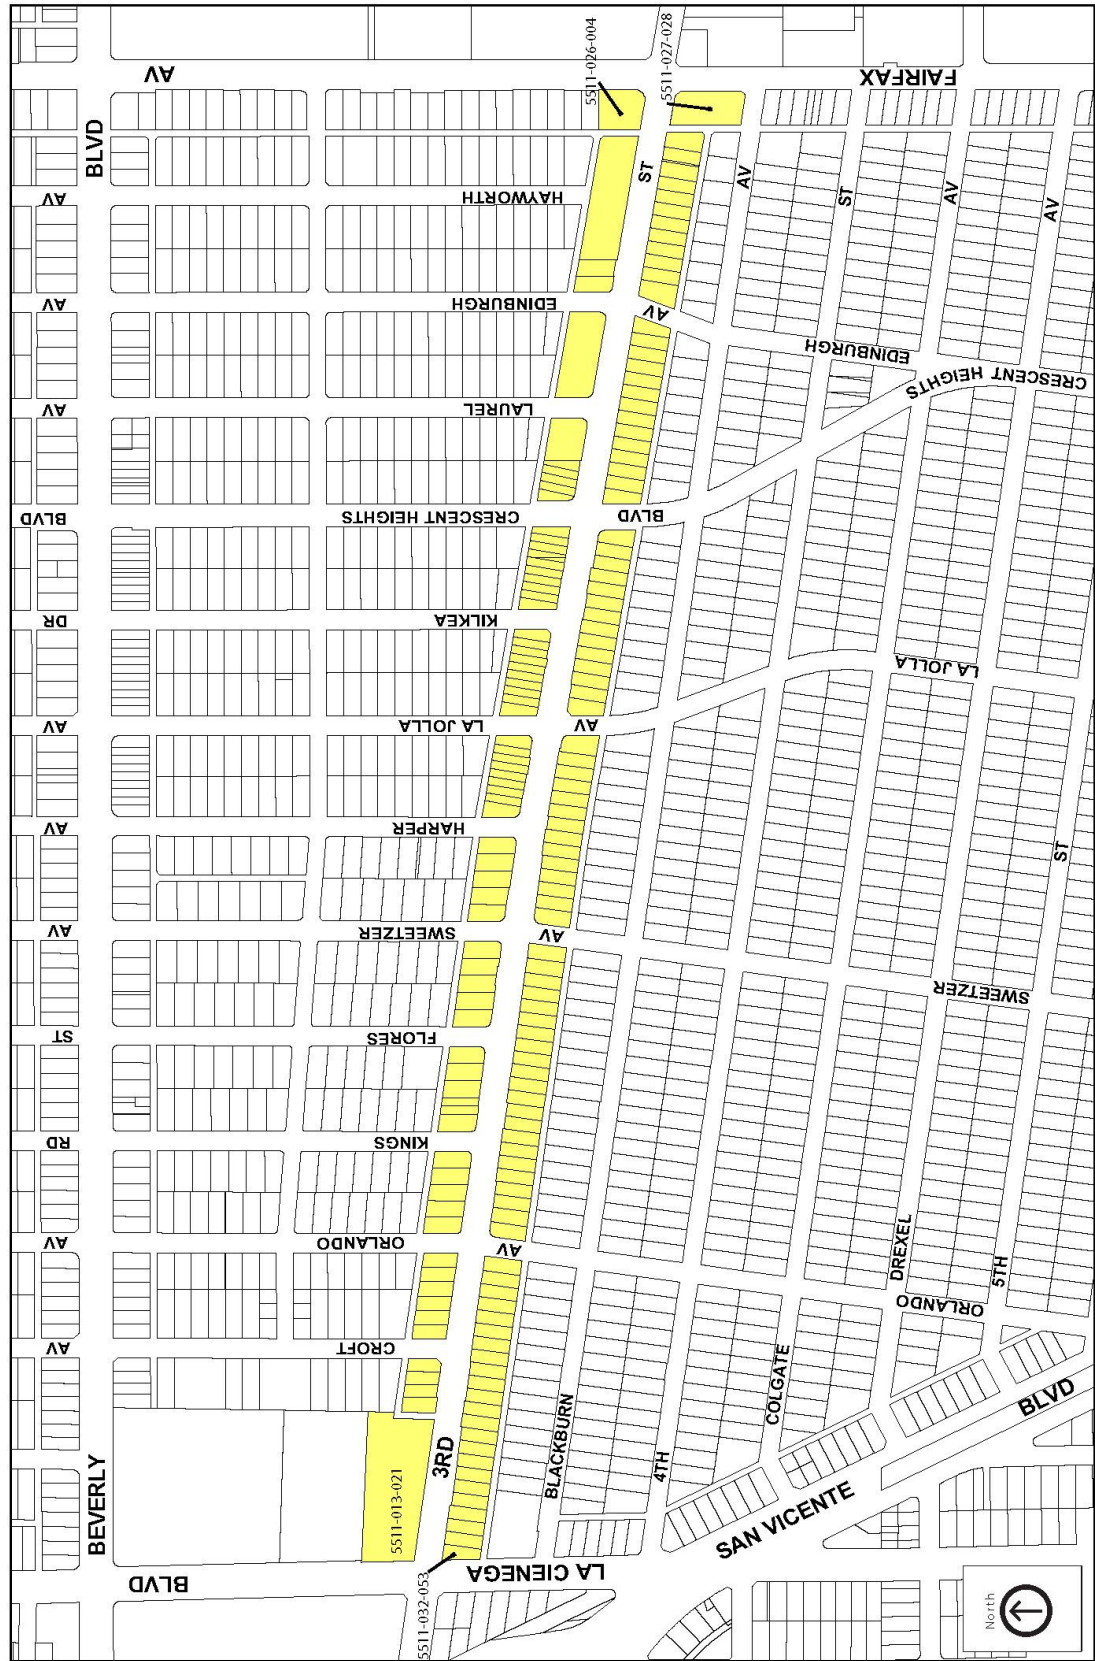 AV
AV
RD
ST
AV
AV
AV
DR
BLVD
AV
AV
AV
BEVERLY
BLVD
BLVD
AV
CROFT
ORLANDO
KINGS
FLORES
SWEETZER
HARPER
LA JOLLA
KILKEA
CRESCENT HEIGHTS
LAUREL
EDINBURGH
HAYWORTH
5511-013-021
5511-032-053
3RD
ST
5511-026-004
5511-027-028
AV
AV
AV
BLVD
AV
LA CIENEGA
FAIRFAX
BLACKBURN
AV
4TH
ST
COLGATE
AV
EDINBURGH
DREXEL
AV
LA JOLLA
CRESCENT HEIGHTS
SWEETZER
ORLANDO
5TH
ST
SAN VICENTE
BLVD
North